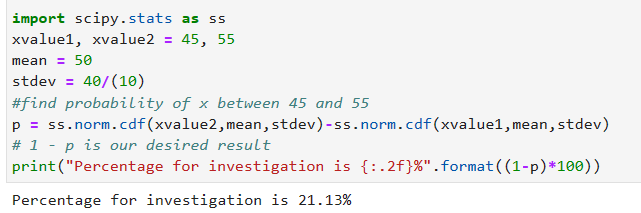 import scipy.stats as ss
xvalue1, xvalue2 = 45, 55
mean = 50
stdev = 40/(10)
#find probability of x between 45 and 55
p = ss.norm.cdf(xvalue2,mean,stdev)-ss.norm.cdf(xvalue1,mean,stdev)
# 1 - p is our desired result
print("Percentage for investigation is {:.2f}%".format((1-p)*100))
Percentage for investigation is 21.13%